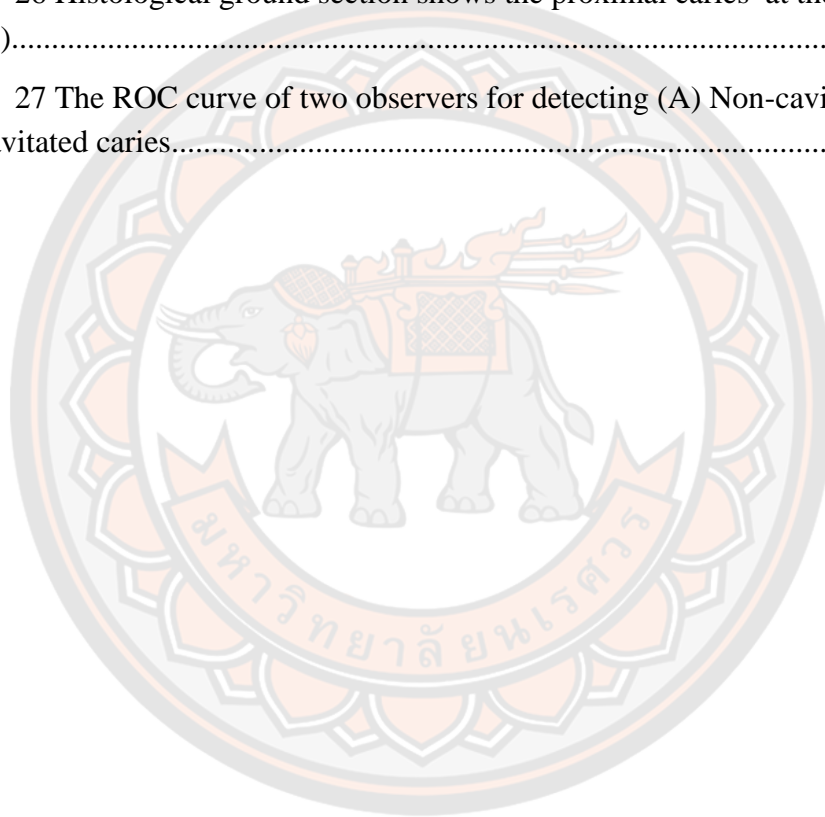 26 Histological ground section shows the proximal caries at the
)....................................................................................................
27 The ROC curve of two observers for detecting (A) Non-cavi
vitated caries..................................................................................
มหาวิทยาลัยนเรศวร